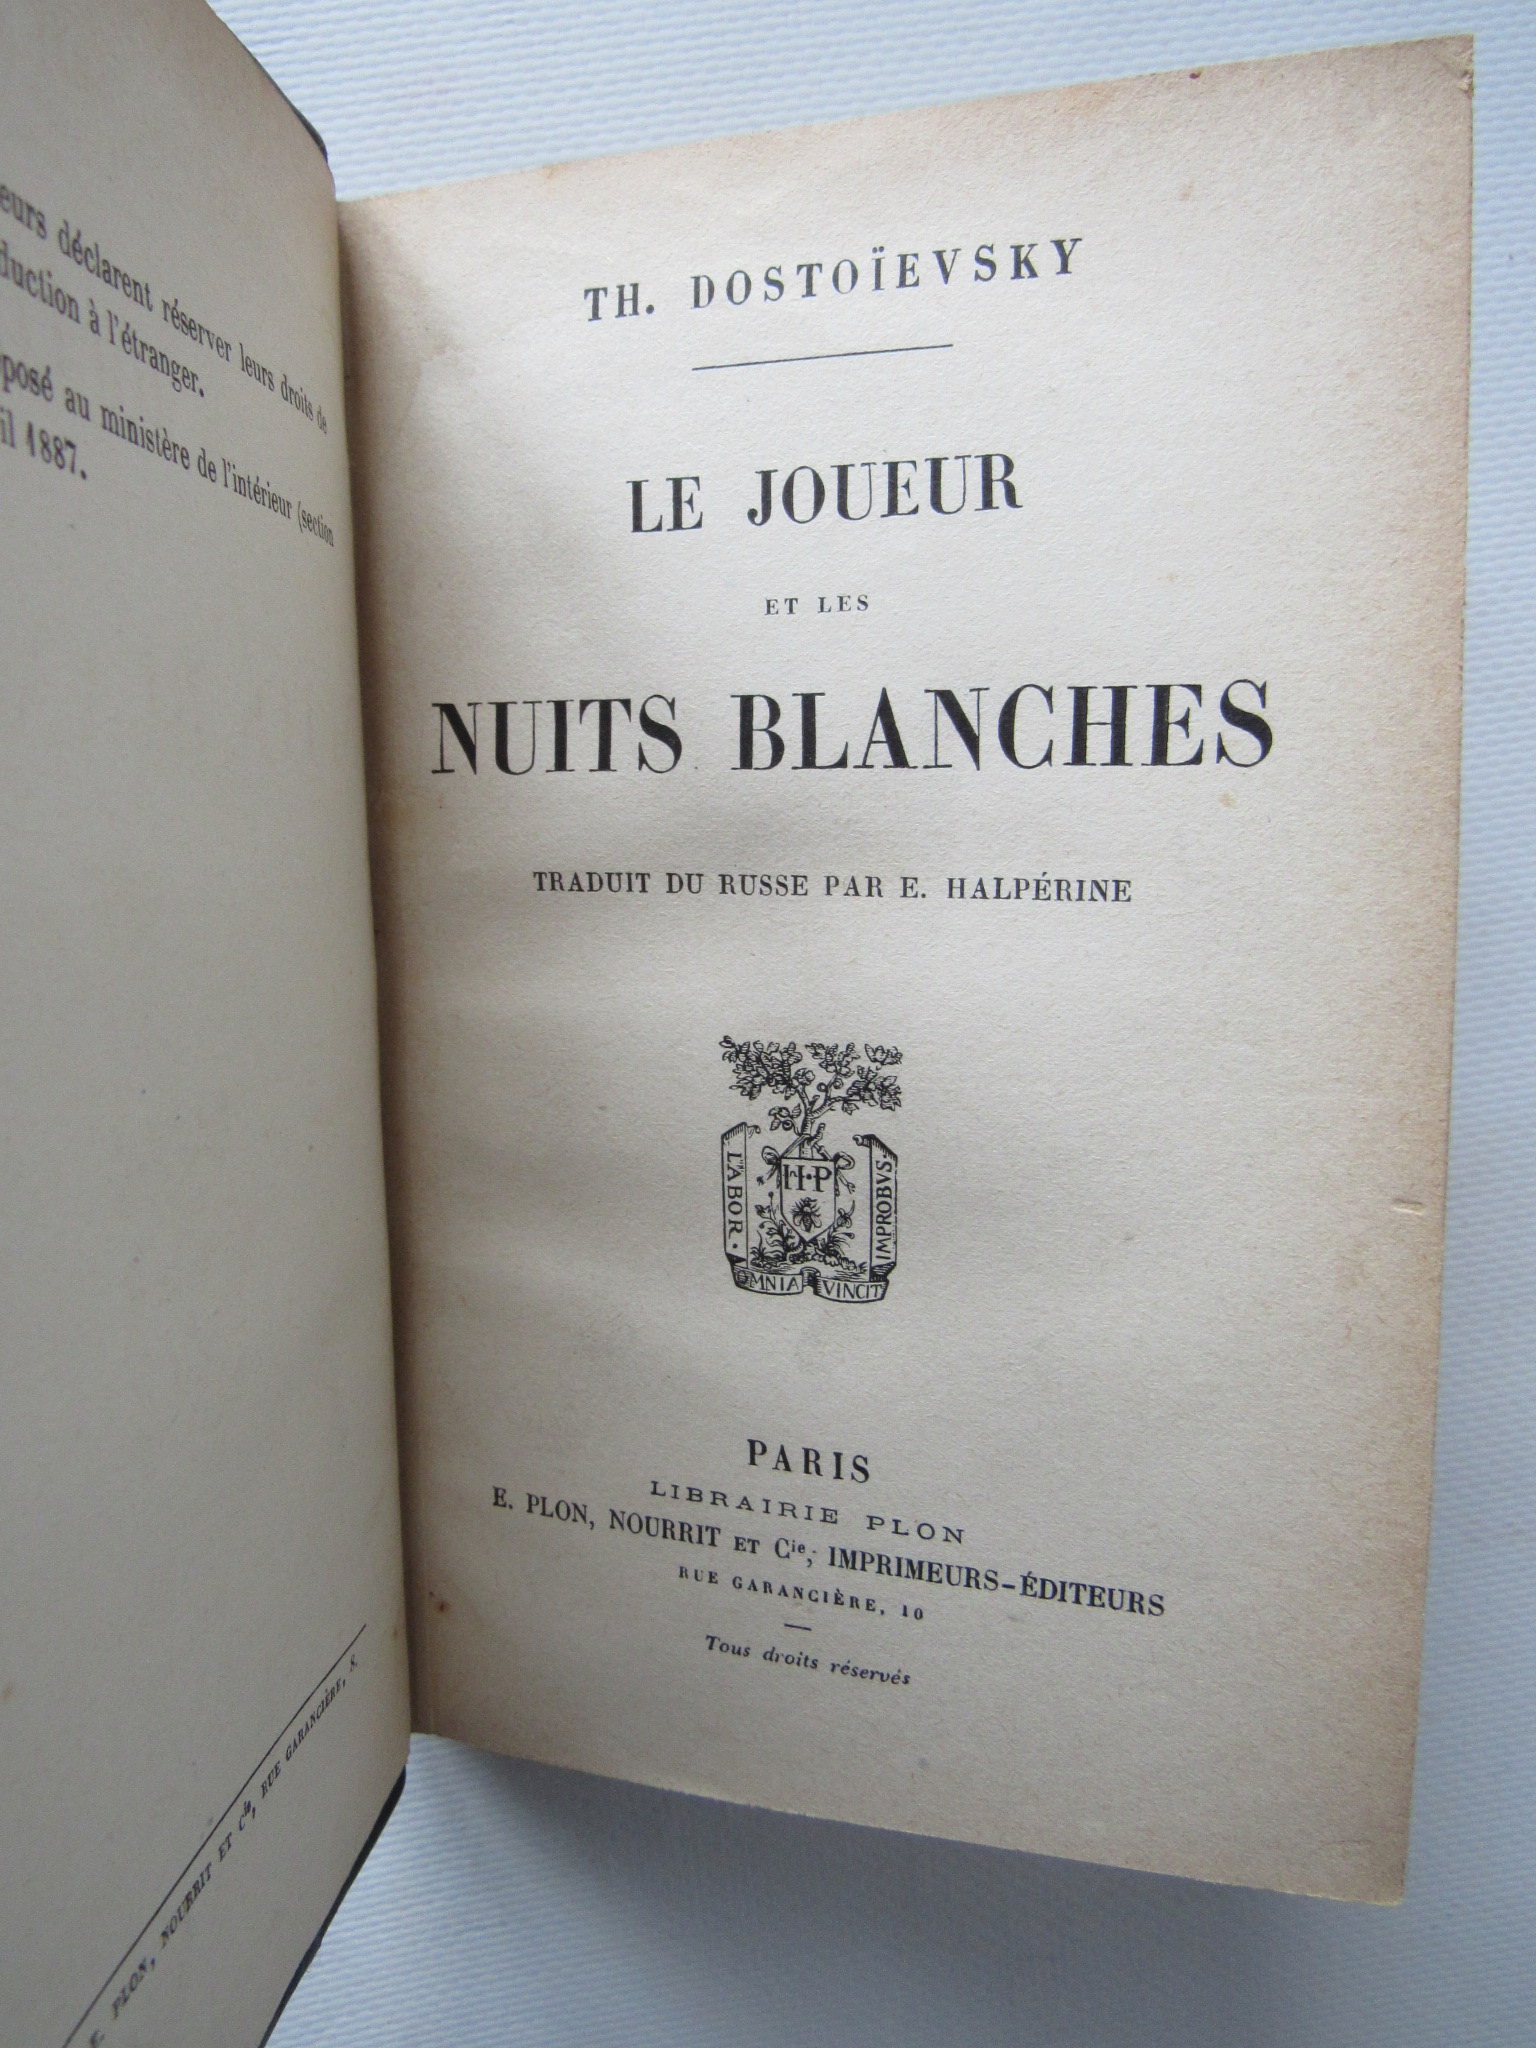 eurs déclarent réserver leurs droits de
duction à l'étranger.
posé au ministère de l'intérieur (section
il 1887.
E. PLON, NOURRIT ET Cie, RUE GARANCIÈRE, 8.
TH. DOSTOÏEVSKY
LE JOUEUR
ET LES
NUITS BLANCHES
TRADUIT DU RUSSE PAR E. HALPÉRINE
H·P
LABOR·
IMPROBVS·
OMNIA VINCIT
PARIS
LIBRAIRIE PLON
E. PLON, NOURRIT ET Cie, IMPRIMEURS-ÉDITEURS
RUE GARANCIÈRE, 10
Tous droits réservés